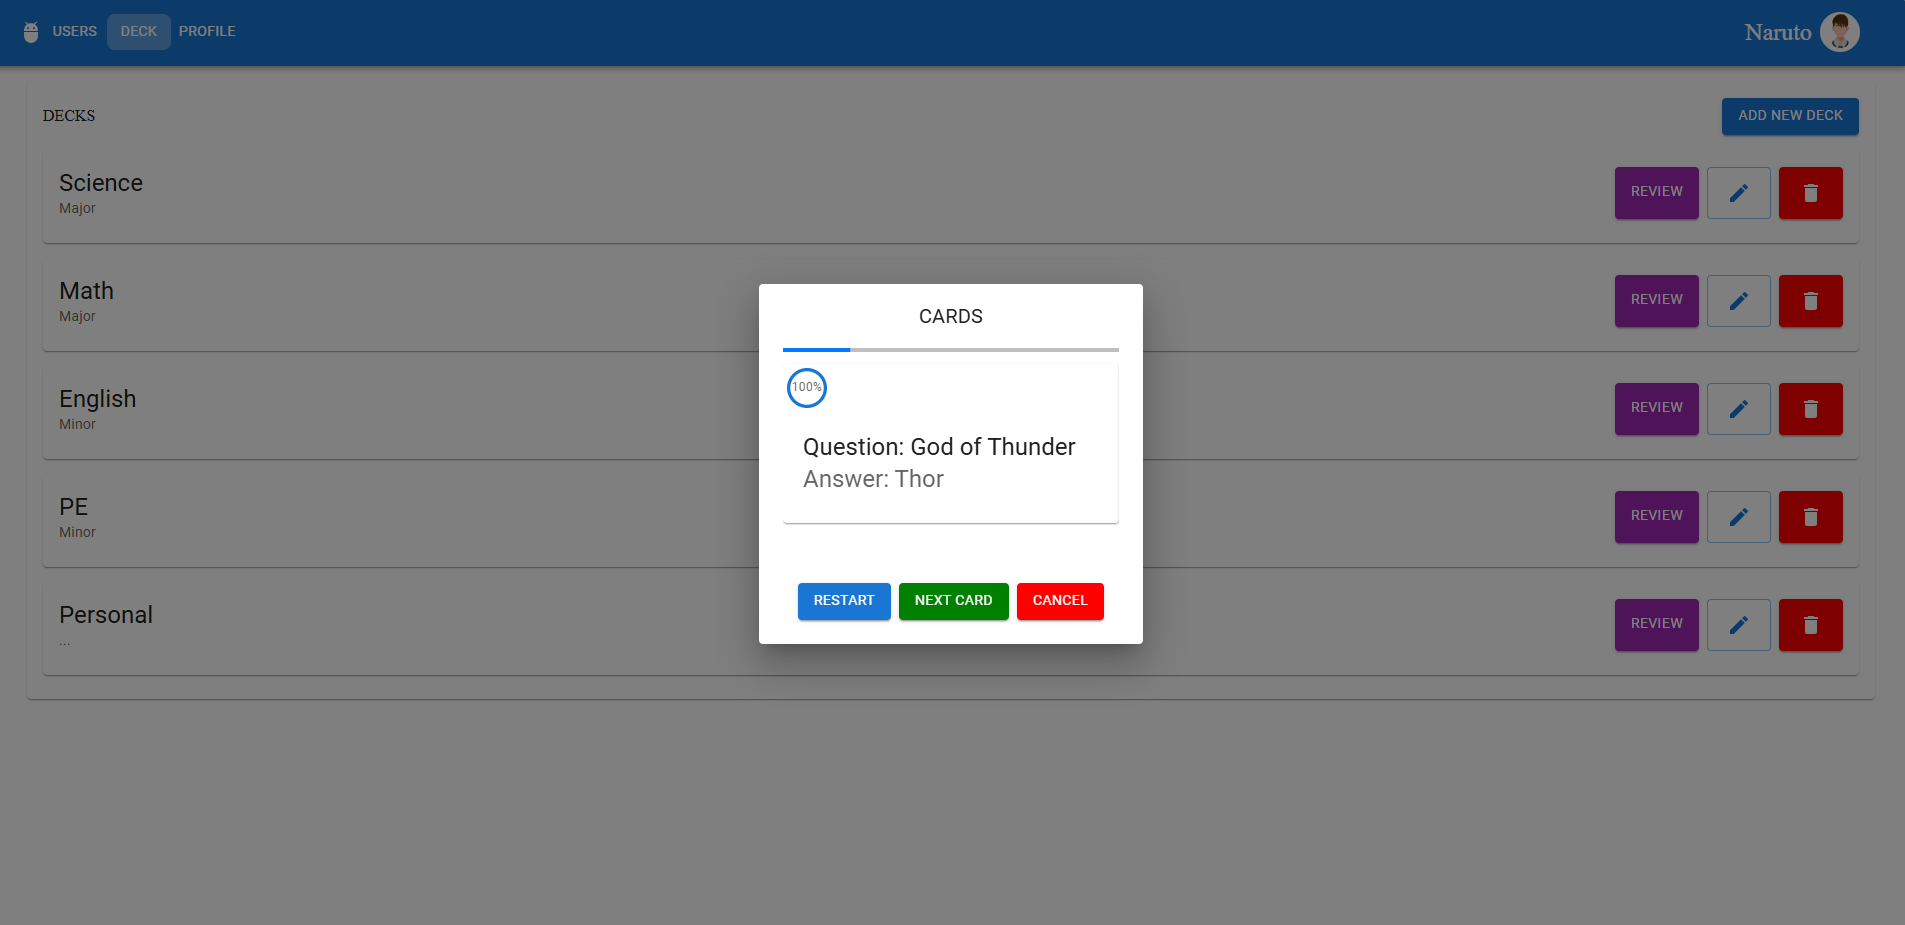 USERS DECK PROFILE Naruto
DECKS ADD NEW DECK
Science
Major
REVIEW
Math
Major
REVIEW
English
Minor
REVIEW
PE
Minor
REVIEW
Personal
...
REVIEW
CARDS
100%
Question: God of Thunder
Answer: Thor
RESTART NEXT CARD CANCEL